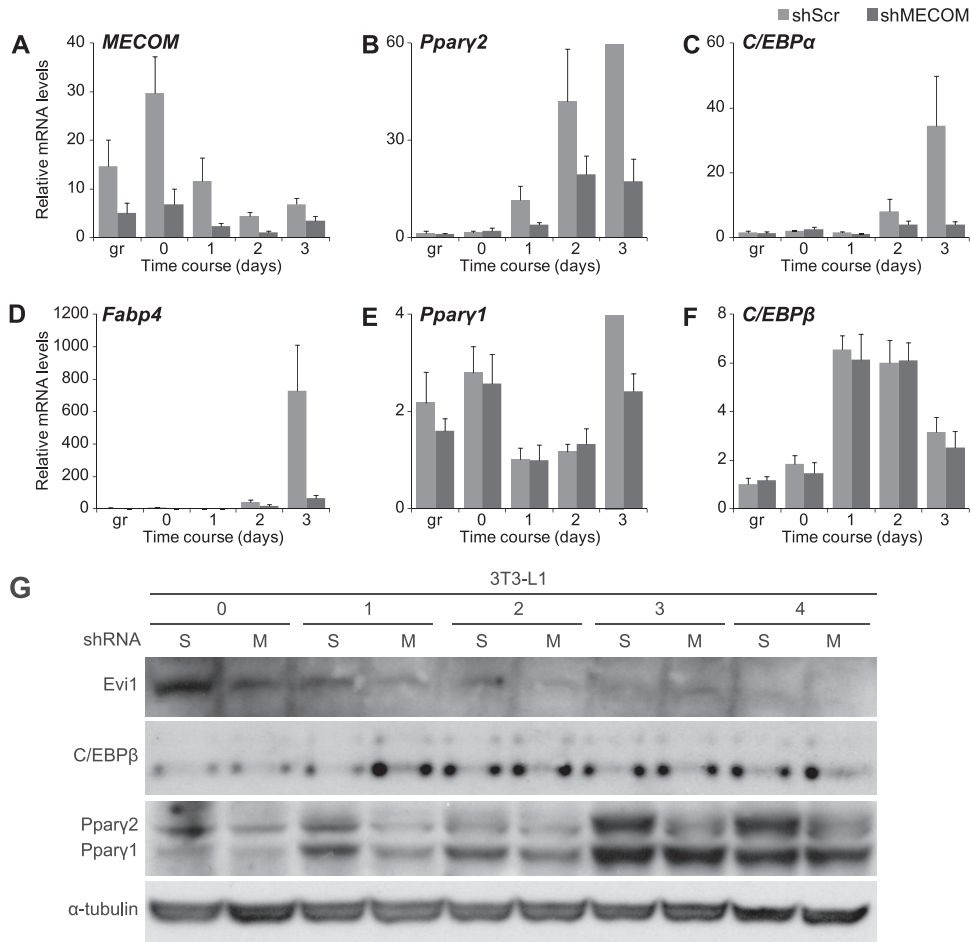 shScr shMECOM
A MECOM
Relative mRNA levels
40
30
20
10
0
gr 0 1 2 3
Time course (days)
B Pparγ2
60
20
0
gr 0 1 2 3
Time course (days)
C C/EBPα
60
40
20
0
gr 0 1 2 3
Time course (days)
D Fabp4
Relative mRNA levels
1200
1000
800
600
400
200
0
gr 0 1 2 3
Time course (days)
E Pparγ1
4
2
0
gr 0 1 2 3
Time course (days)
F C/EBPβ
8
6
4
2
0
gr 0 1 2 3
Time course (days)
G 3T3-L1
0 1 2 3 4
shRNA S M S M S M S M S M
Evi1
C/EBPβ
Pparγ2
Pparγ1
α-tubulin